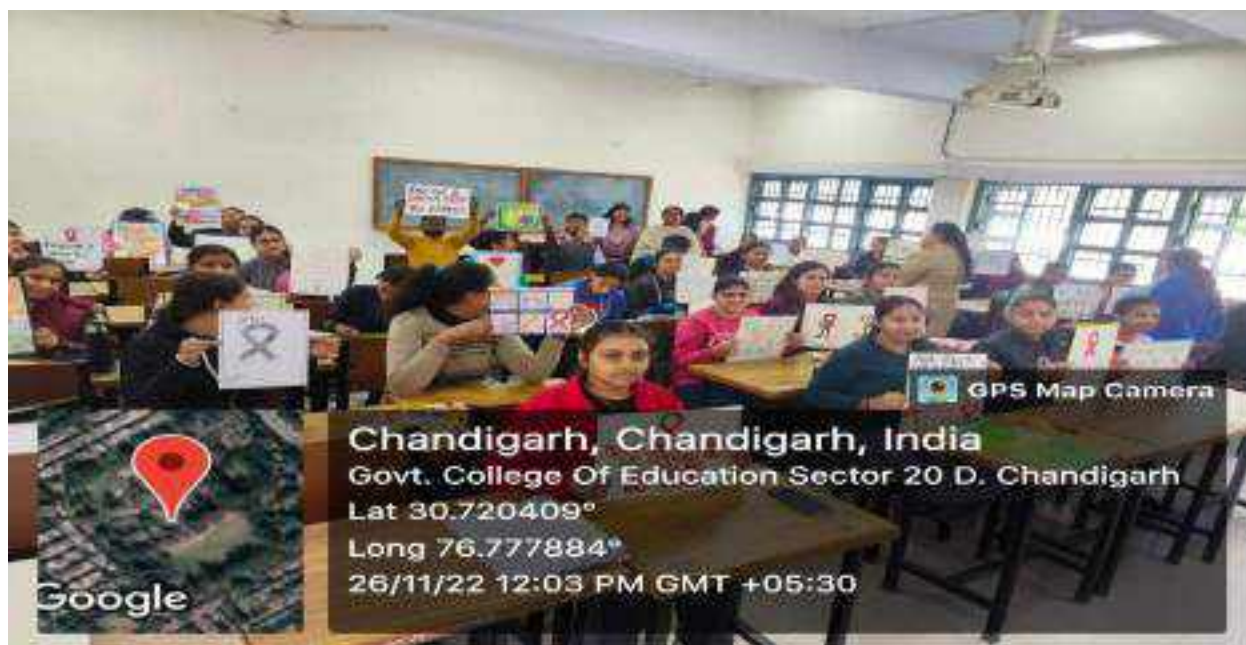 GPS Map Camera
Chandigarh, Chandigarh, India
Govt. College Of Education Sector 20 D. Chandigarh
Lat 30.720409°
Long 76.777884°
26/11/22 12:03 PM GMT +05:30
Google